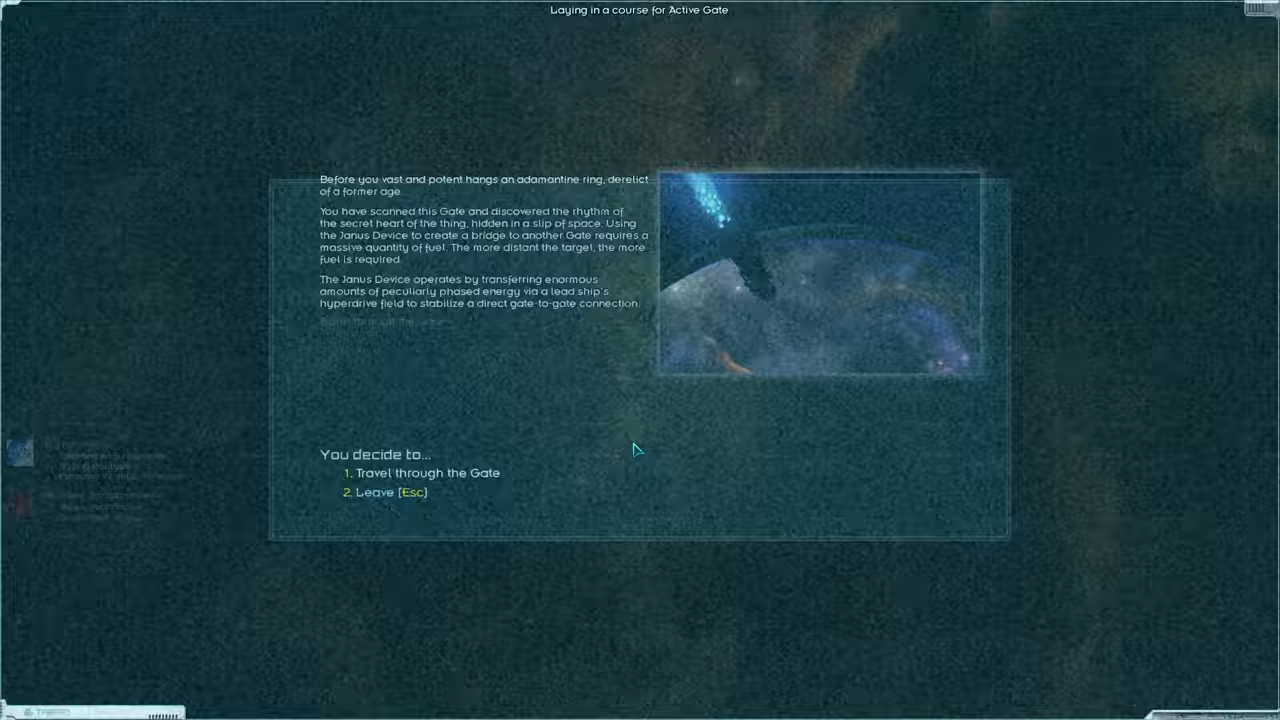 Laying in a course for Active Gate
Before you vast and potent hangs an adamantine ring, derelict
of a former age.
You have scanned this Gate and discovered the rhythm of
the secret heart of the thing, hidden in a slip of space. Using
the Janus Device to create a bridge to another Gate requires a
massive quantity of fuel. The more distant the target, the more
fuel is required.
The Janus Device operates by transferring enormous
amounts of peculiarly phased energy via a lead ship's
hyperdrive field to stabilize a direct gate-to-gate connection.
You decide to...
1. Travel through the Gate
2. Leave [Esc]